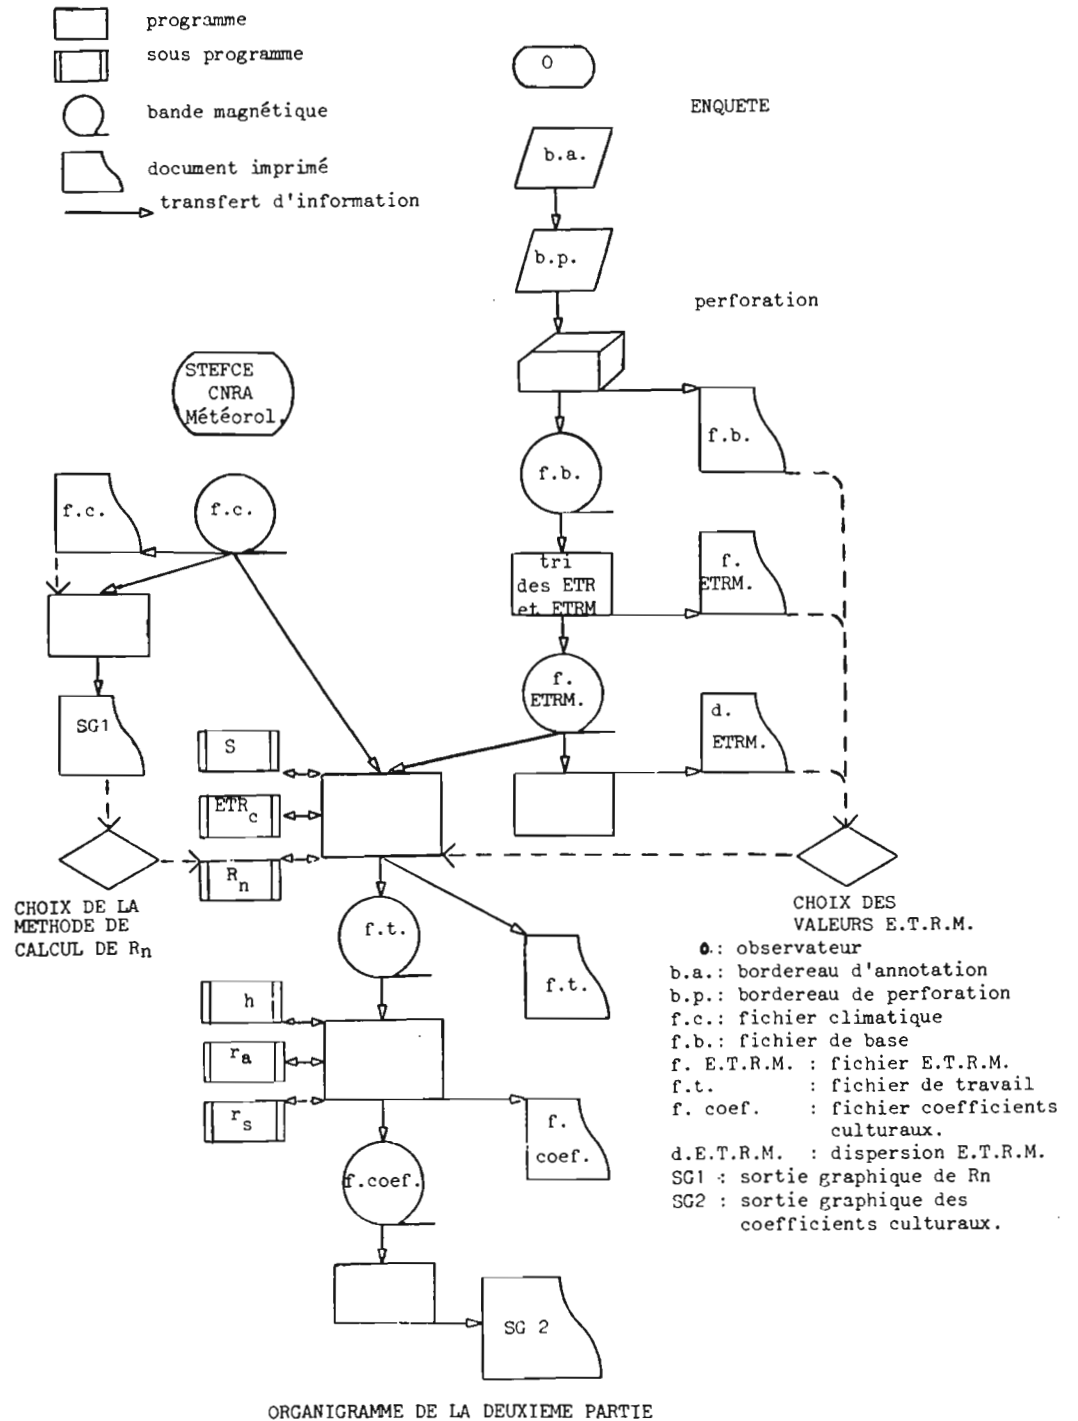 programme
sous programme
bande magnétique
document imprimé
transfert d'information
O
ENQUETE
b.a.
b.p.
perforation
STEFCE
CNRA
Météorol.
f.b.
f.b.
f.c.
f.c.
tri
des ETR
et ETRM
f.
ETRM.
f.
ETRM.
SG1
d.
ETRM.
S
ETRc
Rn
CHOIX DE LA
METHODE DE
CALCUL DE Rn
CHOIX DES
VALEURS E.T.R.M.
f.t.
f.t.
h
ra
rs
f.
coef.
f.coef.
SG 2
O.: observateur
b.a.: bordereau d'annotation
b.p.: bordereau de perforation
f.c.: fichier climatique
f.b.: fichier de base
f. E.T.R.M. : fichier E.T.R.M.
f.t. : fichier de travail
f. coef. : fichier coefficients
culturaux.
d.E.T.R.M. : dispersion E.T.R.M.
SG1 : sortie graphique de Rn
SG2 : sortie graphique des
coefficients culturaux.
ORGANIGRAMME DE LA DEUXIEME PARTIE